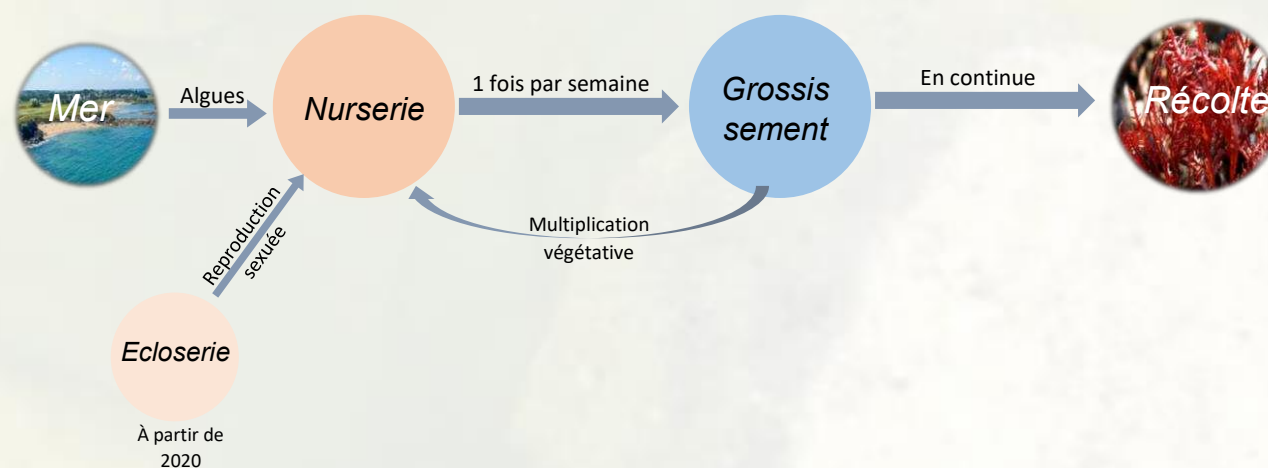 Mer
Algues
Nurserie
1 fois par semaine
Grossis
sement
En continue
Récolte
Reproduction
sexuée
Multiplication
végétative
Ecloserie
À partir de
2020